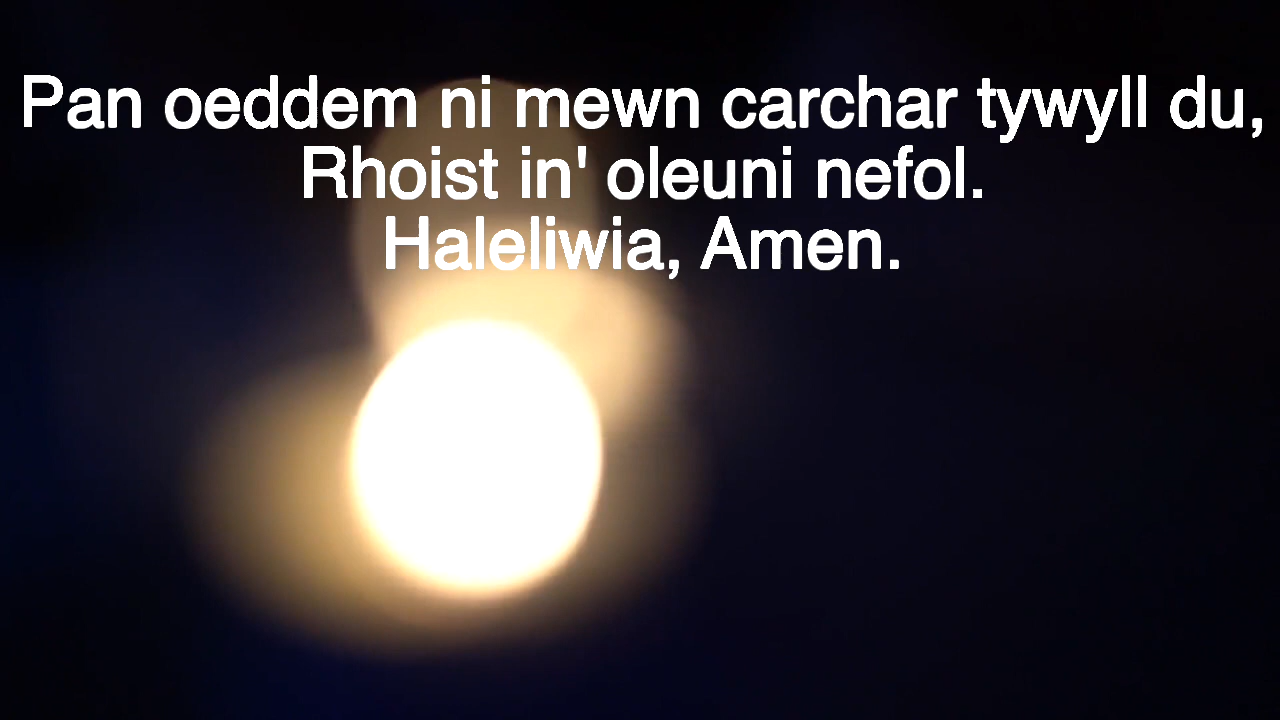 Pan oeddem ni mewn carchar tywyll du,
Rhoist in' oleuni nefol.
Haleliwia, Amen.